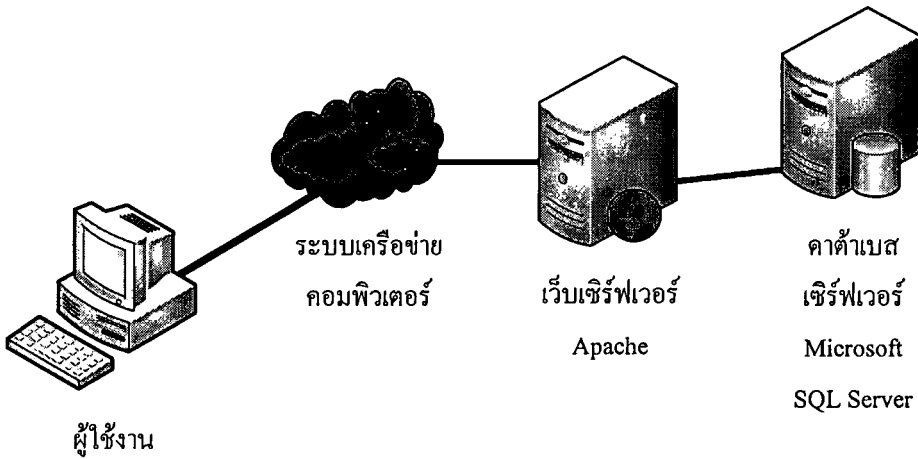 ระบบเครือข่าย
คอมพิวเตอร์
เว็บเซิร์ฟเวอร์
Apache
ดาต้าเบส
เซิร์ฟเวอร์
Microsoft
SQL Server
ผู้ใช้งาน